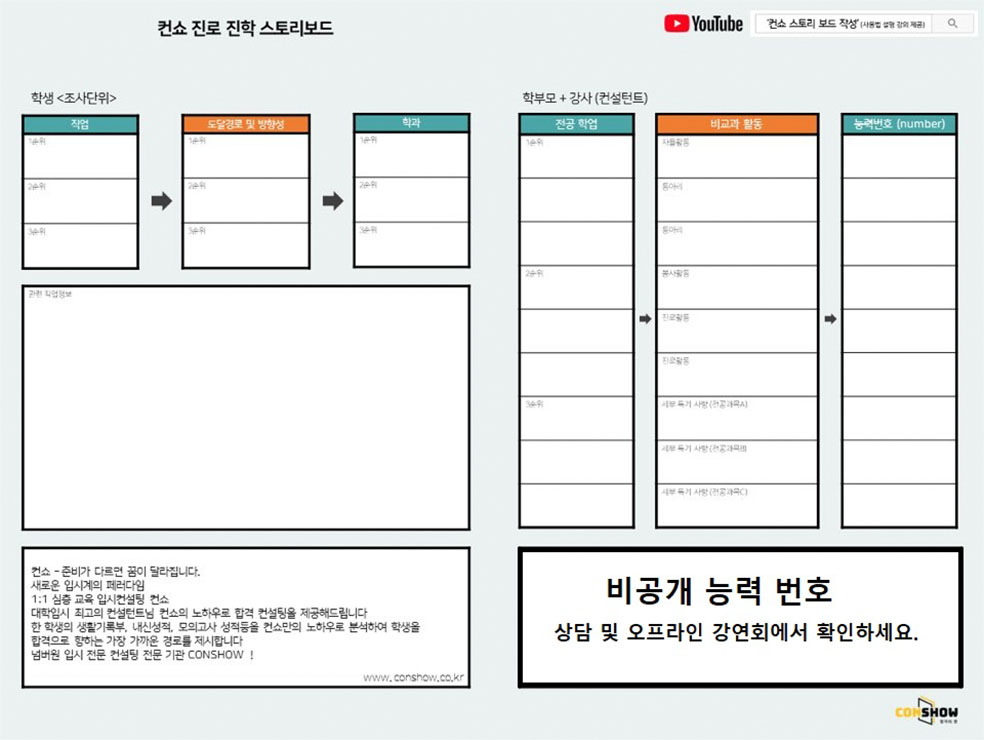 컨쇼 진로 진학 스토리보드
YouTube
'컨쇼 스토리 보드 작성' (사용법 설명 강의 제공)
학생 <조사단위>
직업
도달경로 및 방향성
학과
1순위
1순위
1순위
2순위
2순위
2순위
3순위
3순위
3순위
관련 직업정보
컨쇼 - 준비가 다르면 꿈이 달라집니다.
새로운 입시계의 페러다임
1:1 심층 교육 입시컨설팅 컨쇼
대학입시 최고의 컨설턴트님 컨쇼의 노하우로 합격 컨설팅을 제공해드립니다
한 학생의 생활기록부, 내신성적, 모의고사 성적등을 컨쇼만의 노하우로 분석하여 학생을
합격으로 향하는 가장 가까운 경로를 제시합니다
넘버원 입시 전문 컨설팅 전문 기관 CONSHOW !
www.conshow.co.kr
학부모 + 강사 (컨설턴트)
전공 학업
비교과 활동
능력번호 (number)
1순위
자율활동
동아리
동아리
2순위
봉사활동
진로활동
진로활동
3순위
세부 특기 사항 (전공과목A)
세부 특기 사항 (전공과목B)
세부 특기 사항 (전공과목C)
비공개 능력 번호
상담 및 오프라인 강연회에서 확인하세요.
CONSHOW